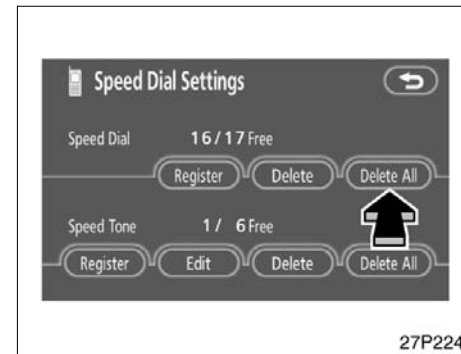 Speed Dial Settings
Speed Dial 16/17 Free
Register Delete Delete All
Speed Tone 1/ 6 Free
Register Edit Delete Delete All
27P224